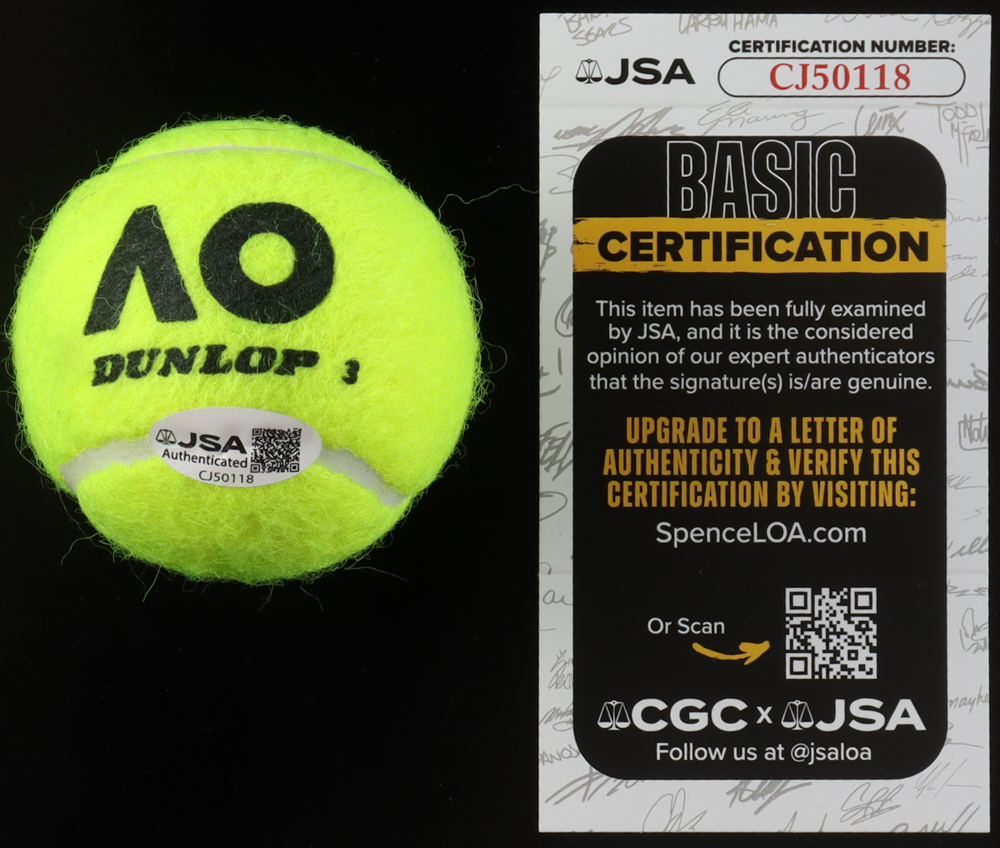 AO
DUNLOP 3
JSA
Authenticated
CJ50118
LARRY HAMA
JSA
CERTIFICATION NUMBER:
CJ50118
BASIC
CERTIFICATION
This item has been fully examined
by JSA, and it is the considered
opinion of our expert authenticators
that the signature(s) is/are genuine.
UPGRADE TO A LETTER OF
AUTHENTICITY & VERIFY THIS
CERTIFICATION BY VISITING:
SpenceLOA.com
Or Scan
CGC x JSA
Follow us at @jsaloa